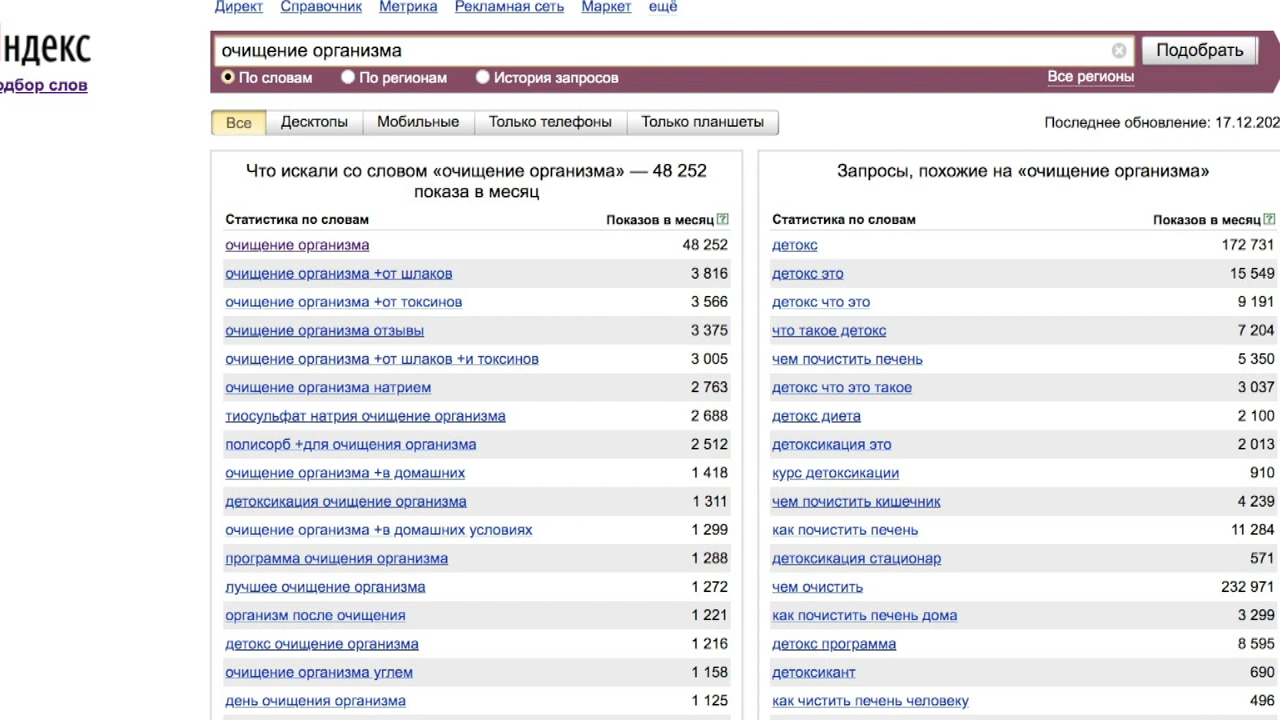 Директ Справочник Метрика Рекламная сеть Маркет ещё
ндекс
одбор слов
очищение организма
Подобрать
По словам По регионам История запросов
Все регионы
Все Десктопы Мобильные Только телефоны Только планшеты
Последнее обновление: 17.12.202
Что искали со словом «очищение организма» — 48 252
показа в месяц
Статистика по словам Показов в месяц ?
очищение организма 48 252
очищение организма +от шлаков 3 816
очищение организма +от токсинов 3 566
очищение организма отзывы 3 375
очищение организма +от шлаков +и токсинов 3 005
очищение организма натрием 2 763
тиосульфат натрия очищение организма 2 688
полисорб +для очищения организма 2 512
очищение организма +в домашних 1 418
детоксикация очищение организма 1 311
очищение организма +в домашних условиях 1 299
программа очищения организма 1 288
лучшее очищение организма 1 272
организм после очищения 1 221
детокс очищение организма 1 216
очищение организма углем 1 158
день очищения организма 1 125
Запросы, похожие на «очищение организма»
Статистика по словам Показов в месяц ?
детокс 172 731
детокс это 15 549
детокс что это 9 191
что такое детокс 7 204
чем почистить печень 5 350
детокс что это такое 3 037
детокс диета 2 100
детоксикация это 2 013
курс детоксикации 910
чем почистить кишечник 4 239
как почистить печень 11 284
детоксикация стационар 571
чем очистить 232 971
как почистить печень дома 3 299
детокс программа 8 595
детоксикант 690
как чистить печень человеку 496